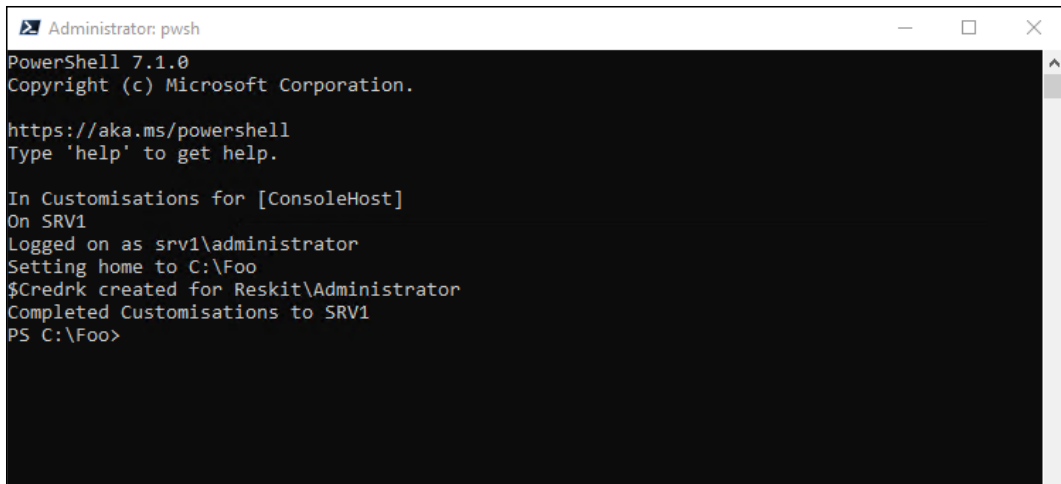 Administrator: pwsh
PowerShell 7.1.0
Copyright (c) Microsoft Corporation.
https://aka.ms/powershell
Type 'help' to get help.
In Customisations for [ConsoleHost]
On SRV1
Logged on as srv1\administrator
Setting home to C:\Foo
$Credrk created for Reskit\Administrator
Completed Customisations to SRV1
PS C:\Foo>